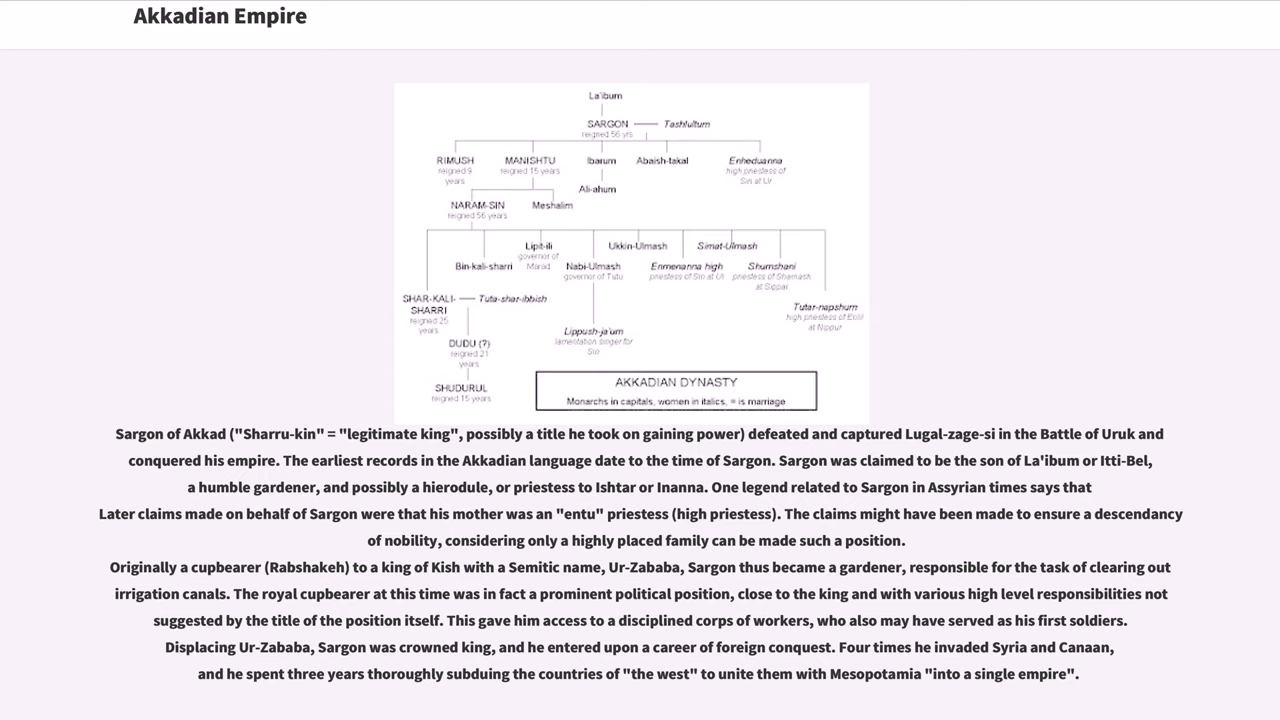 Akkadian Empire
La'ibum
SARGON Tashlultum
reigned 56 yrs
RIMUSH MANISHTU Ibarum Abaish-takal Enheduanna
reigned 9 reigned 15 years high priestess of
years Sin at Ur
Ali-ahum
NARAM-SIN Meshalim
reigned 56 years
Lipit-ili Ukkin-Ulmash Simat-Ulmash
governor of
Marad
Bin-kali-sharri Nabi-Ulmash Enmenanna high Shumshani
governor of Tutu priestess of Sin at Ur priestess of Shamash
at Sippar
SHAR-KALI- Tuta-shar-ibbish
SHARRI
reigned 25
years
Tutar-napshum
high priestess of Enlil
at Nippur
Lippush-ja'um
lamentation singer for
Sin
DUDU (?)
reigned 21
years
SHUDURUL
reigned 15 years
AKKADIAN DYNASTY
Monarchs in capitals, women in italics, = is marriage
Sargon of Akkad ("Sharru-kin" = "legitimate king", possibly a title he took on gaining power) defeated and captured Lugal-zage-si in the Battle of Uruk and
conquered his empire. The earliest records in the Akkadian language date to the time of Sargon. Sargon was claimed to be the son of La'ibum or Itti-Bel,
a humble gardener, and possibly a hierodule, or priestess to Ishtar or Inanna. One legend related to Sargon in Assyrian times says that
Later claims made on behalf of Sargon were that his mother was an "entu" priestess (high priestess). The claims might have been made to ensure a descendancy
of nobility, considering only a highly placed family can be made such a position.
Originally a cupbearer (Rabshakeh) to a king of Kish with a Semitic name, Ur-Zababa, Sargon thus became a gardener, responsible for the task of clearing out
irrigation canals. The royal cupbearer at this time was in fact a prominent political position, close to the king and with various high level responsibilities not
suggested by the title of the position itself. This gave him access to a disciplined corps of workers, who also may have served as his first soldiers.
Displacing Ur-Zababa, Sargon was crowned king, and he entered upon a career of foreign conquest. Four times he invaded Syria and Canaan,
and he spent three years thoroughly subduing the countries of "the west" to unite them with Mesopotamia "into a single empire".